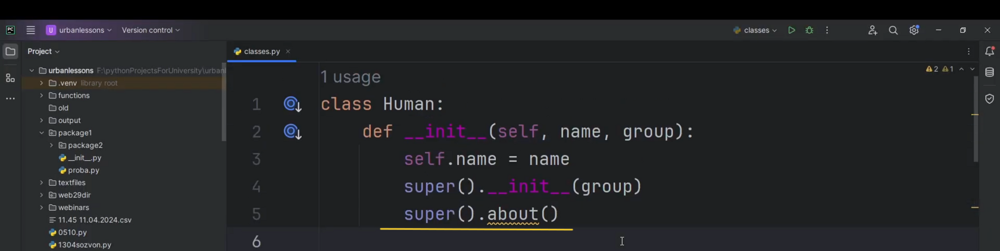 PC U urbanlessons Version control classes
Project classes.py
urbanlessons F:\pythonProjectsForUniversity\urbanl
.venv library root
functions
old
output
package1
package2
__init__.py
proba.py
textfiles
web29dir
webinars
11.45 11.04.2024.csv
0510.py
1304sozvon.py
2 1
1 usage
1 class Human:
2 def __init__(self, name, group):
3 self.name = name
4 super().__init__(group)
5 super().about()
6